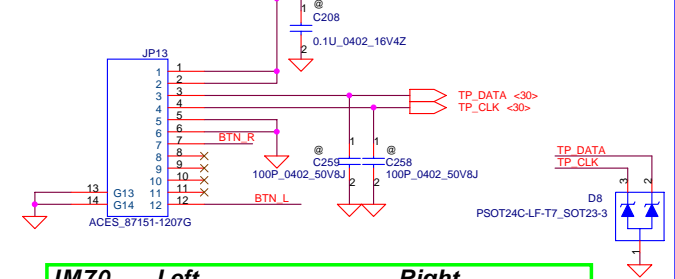 1
@
C208
0.1U_0402_16V4Z
2
JP13
1 1
2 2
3 3 TP_DATA <30>
4 4 TP_CLK <30>
5 5
6 6
7 7 BTN_R
8 8
9 9
10 10
11 11
12 12 BTN_L
13 G13
14 G14
ACES_87151-1207G
1 @
C259
100P_0402_50V8J
2
1 @
C258
100P_0402_50V8J
2
TP_DATA
TP_CLK
3 2
D8
PSOT24C-LF-T7_SOT23-3
1
IM70 Left Right